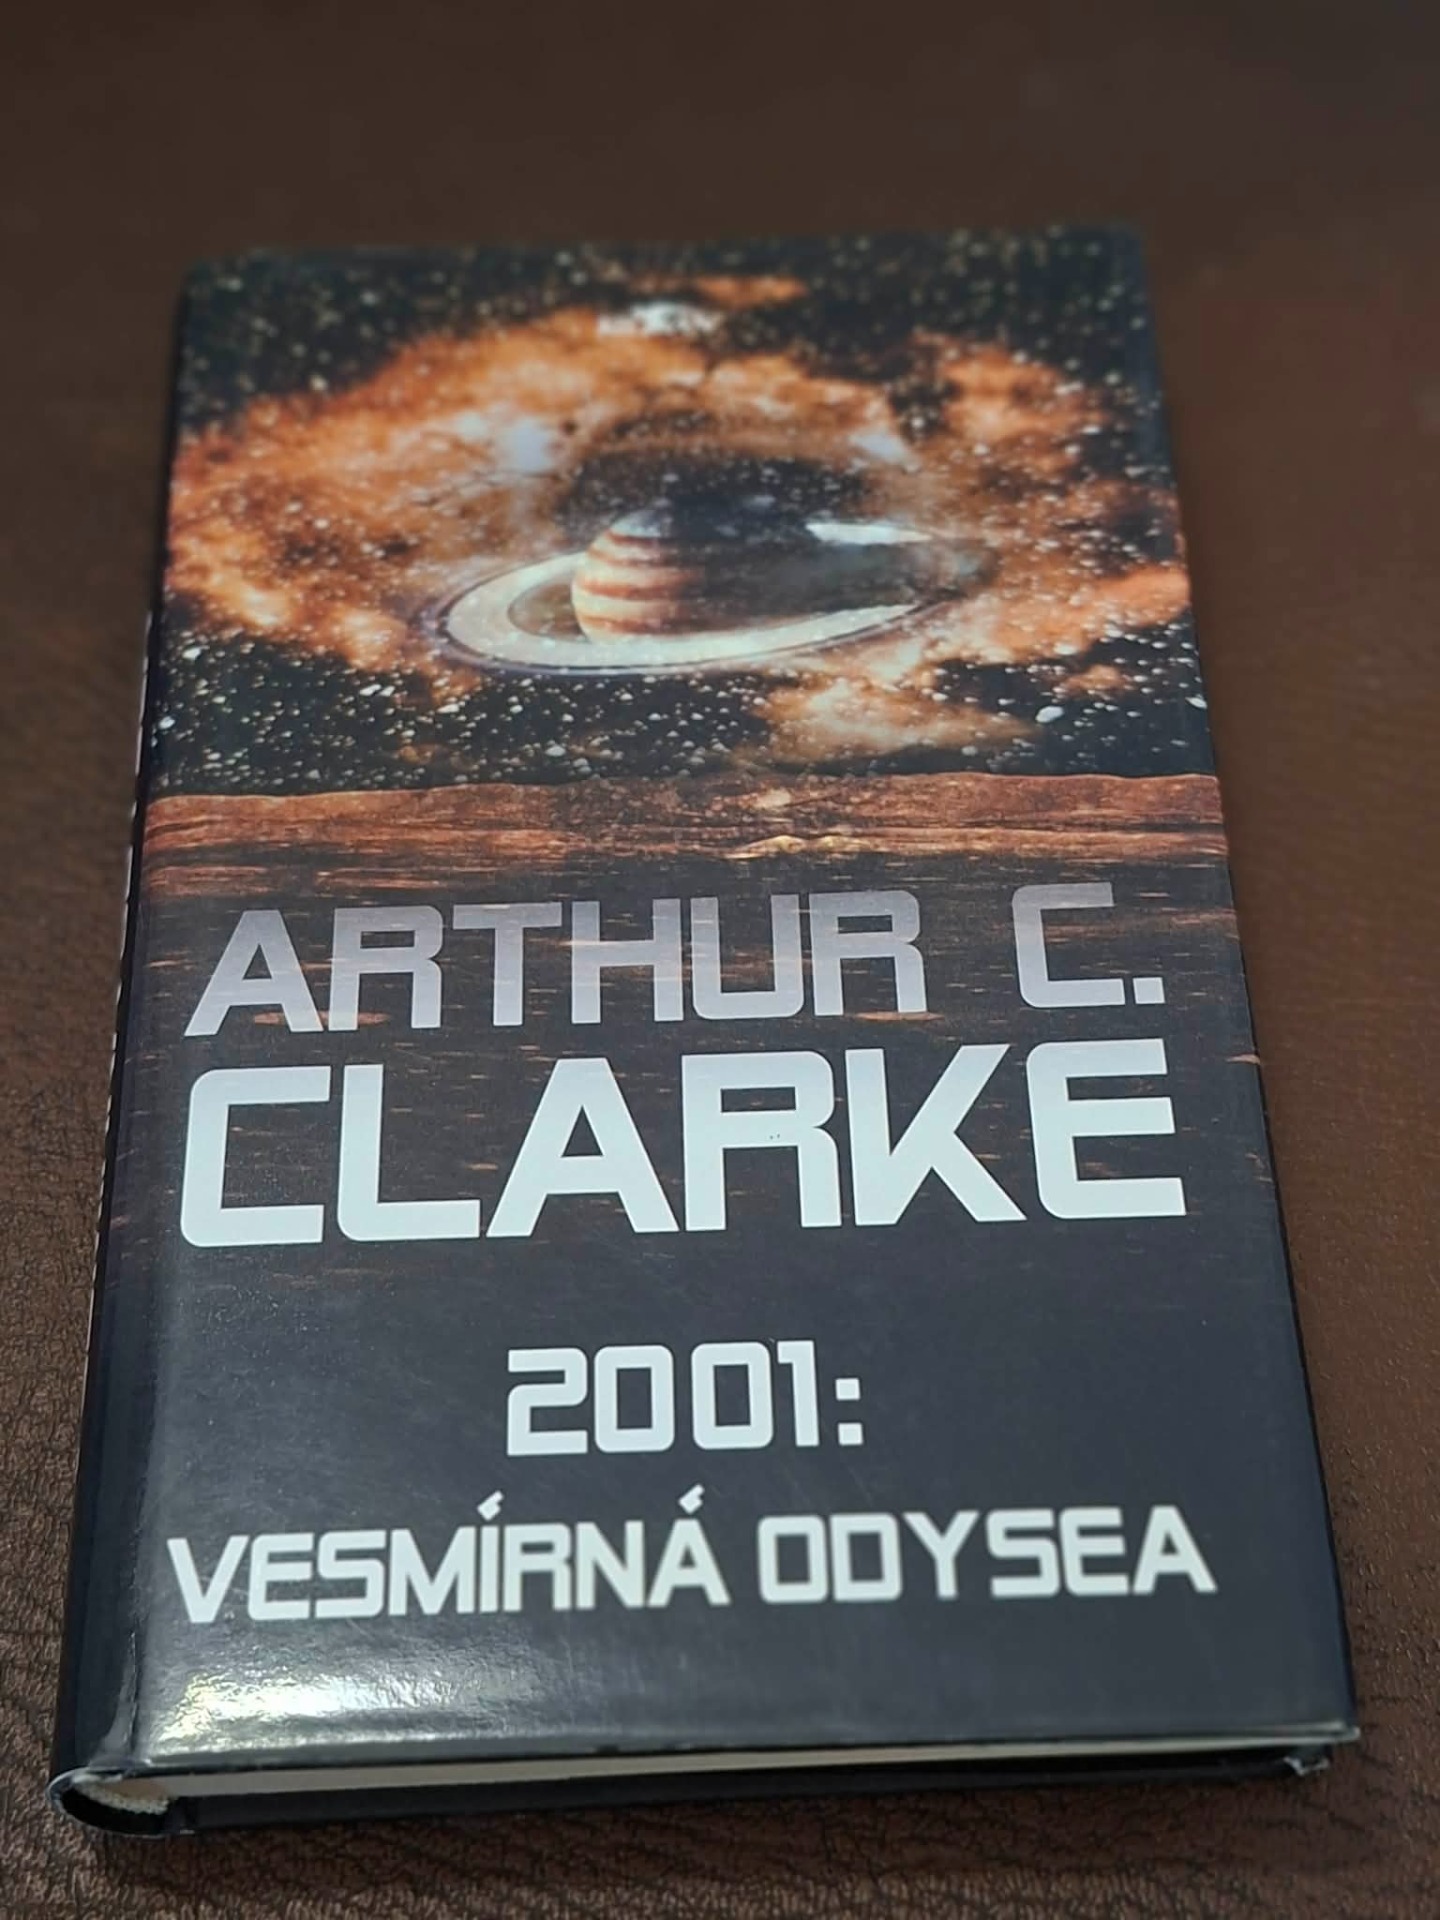 ARTHUR C.
CLARKE
2001:
VESMÍRNÁ ODYSEA